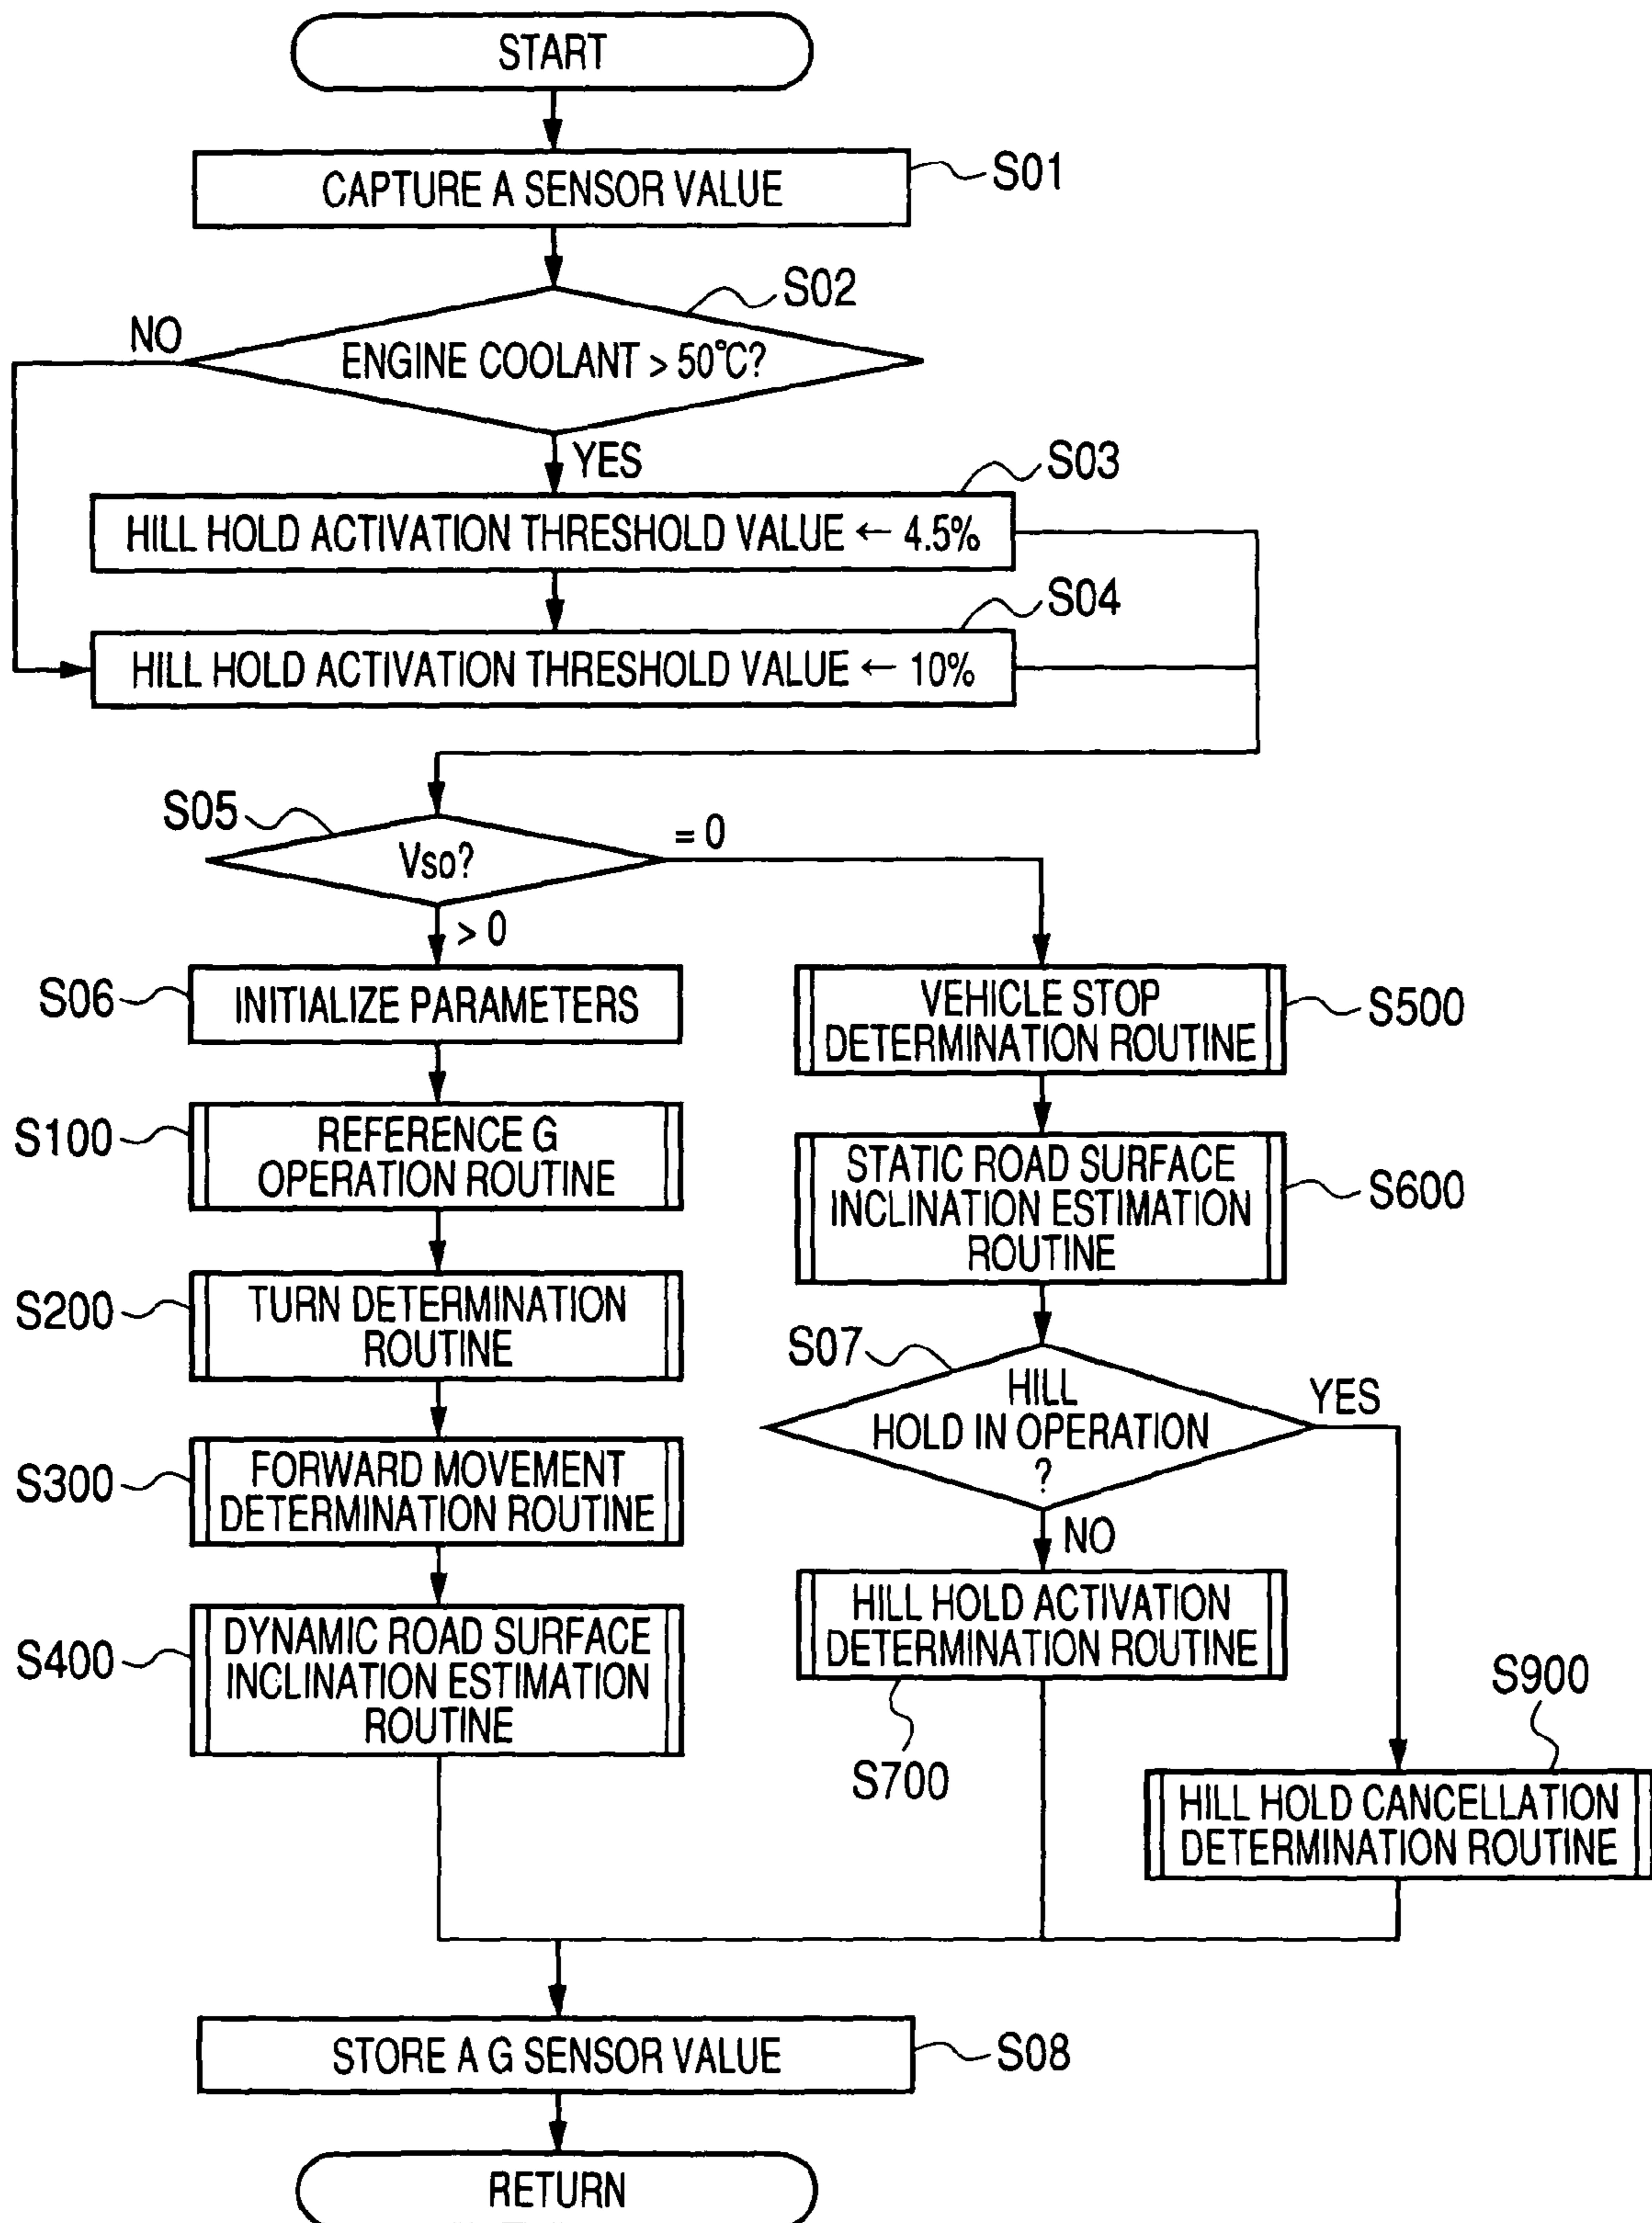 START
CAPTURE A SENSOR VALUE
S01
S02
NO
ENGINE COOLANT > 50°C?
YES
S03
HILL HOLD ACTIVATION THRESHOLD VALUE ← 4.5%
S04
HILL HOLD ACTIVATION THRESHOLD VALUE ← 10%
S05
Vso?
= 0
> 0
S06
INITIALIZE PARAMETERS
S100
REFERENCE G
OPERATION ROUTINE
S200
TURN DETERMINATION
ROUTINE
S300
FORWARD MOVEMENT
DETERMINATION ROUTINE
S400
DYNAMIC ROAD SURFACE
INCLINATION ESTIMATION
ROUTINE
VEHICLE STOP
DETERMINATION ROUTINE
S500
STATIC ROAD SURFACE
INCLINATION ESTIMATION
ROUTINE
S600
S07
HILL
HOLD IN OPERATION
?
YES
NO
HILL HOLD ACTIVATION
DETERMINATION ROUTINE
S700
S900
HILL HOLD CANCELLATION
DETERMINATION ROUTINE
STORE A G SENSOR VALUE
S08
RETURN